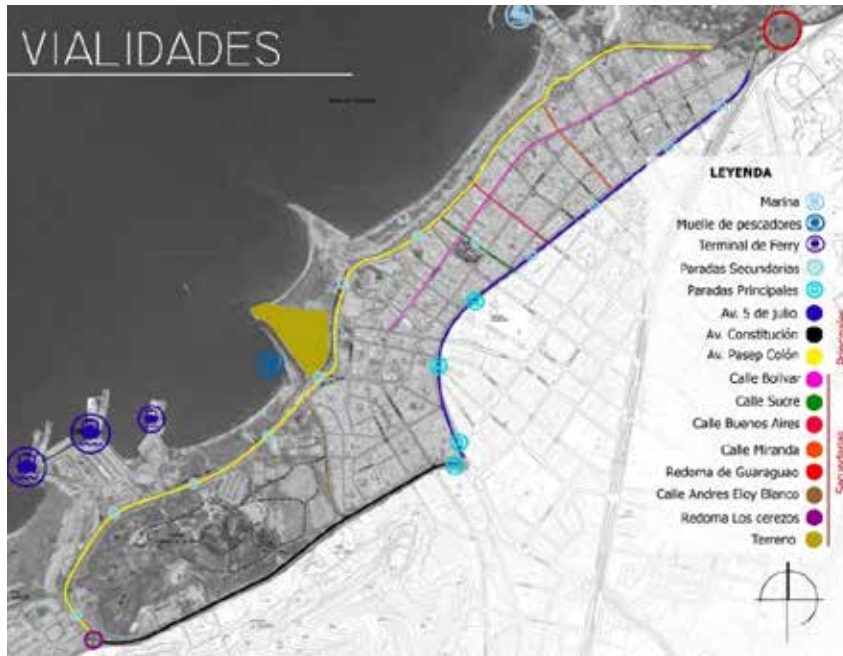 VIALIDADES
LEYENDA
Marina
Muelle de pescadores
Terminal de Ferry
Paradas Secundarias
Paradas Principales
Av. 5 de julio
Av. Constitución
Av. Pasep Colón
Calle Bolivar
Calle Sucre
Calle Buenos Aires
Calle Miranda
Redoma de Guaraguao
Calle Andres Eloy Blanco
Redoma Los cerezos
Terreno
Principales
Secundarias